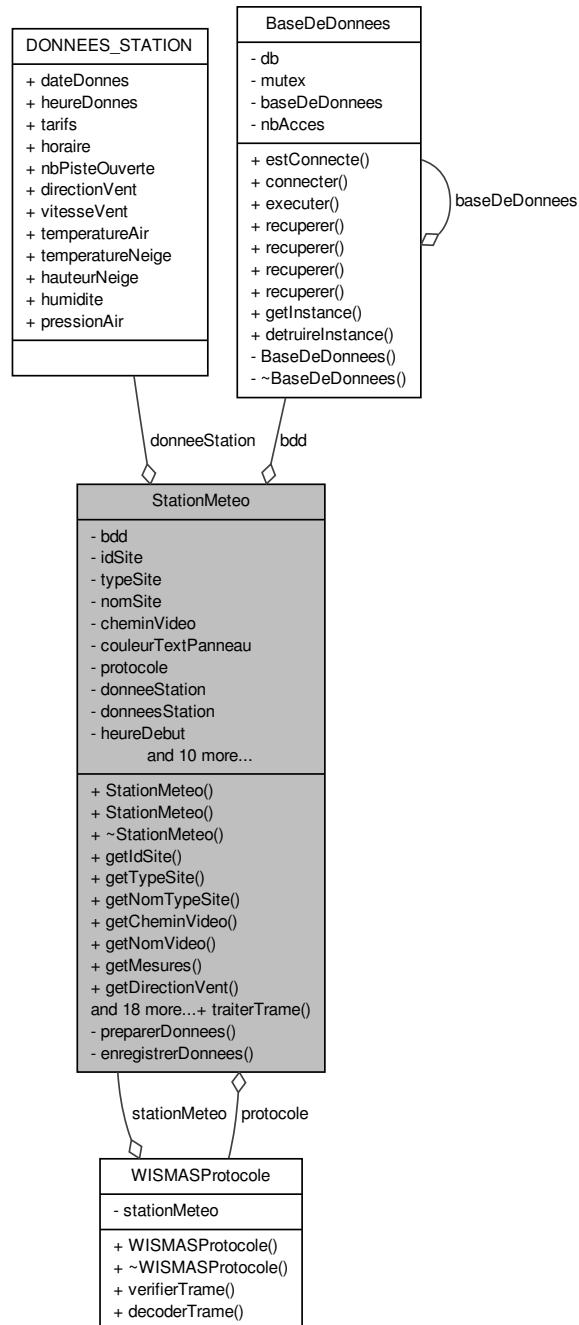 DONNEES_STATION
+ dateDonnes
+ heureDonnes
+ tarifs
+ horaire
+ nbPisteOuverte
+ directionVent
+ vitesseVent
+ temperatureAir
+ temperatureNeige
+ hauteurNeige
+ humidite
+ pressionAir
BaseDeDonnees
- db
- mutex
- baseDeDonnees
- nbAcces
+ estConnecte()
+ connecter()
+ executer()
+ recuperer()
+ recuperer()
+ recuperer()
+ recuperer()
+ getInstance()
+ detruireInstance()
- BaseDeDonnees()
- ~BaseDeDonnees()
baseDeDonnees
donneeStation
bdd
StationMeteo
- bdd
- idSite
- typeSite
- nomSite
- cheminVideo
- couleurTextPanneau
- protocole
- donneeStation
- donneesStation
- heureDebut
and 10 more...
+ StationMeteo()
+ StationMeteo()
+ ~StationMeteo()
+ getIdSite()
+ getTypeSite()
+ getNomTypeSite()
+ getCheminVideo()
+ getNomVideo()
+ getMesures()
+ getDirectionVent()
and 18 more...+ traiterTrame()
- preparerDonnees()
- enregistrerDonnees()
stationMeteo
protocole
WISMASProtocole
- stationMeteo
+ WISMASProtocole()
+ ~WISMASProtocole()
+ verifierTrame()
+ decoderTrame()